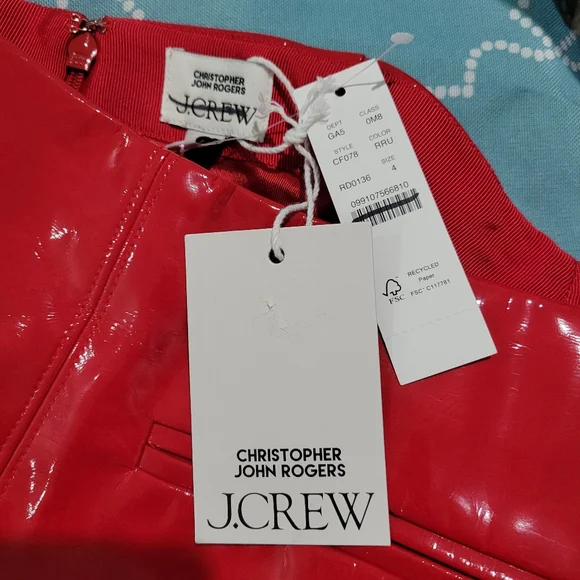 CHRISTOPHER
JOHN ROGERS
J.CREW
DEPT CLASS
GA5 0M8
STYLE COLOR
CF078 RRU
SIZE
RD0136 4
099107566810
RECYCLED
Paper
FSC
FSC™ C117781
CHRISTOPHER
JOHN ROGERS
J.CREW